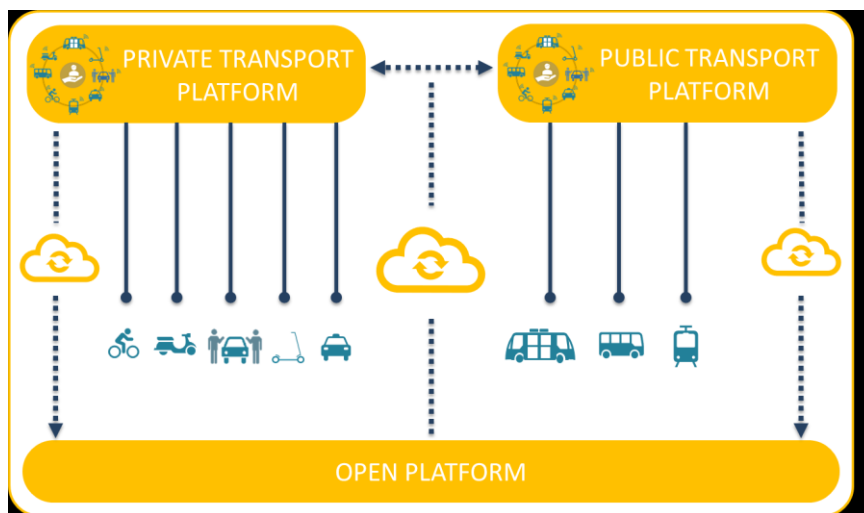 PRIVATE TRANSPORT
PLATFORM
PUBLIC TRANSPORT
PLATFORM
OPEN PLATFORM